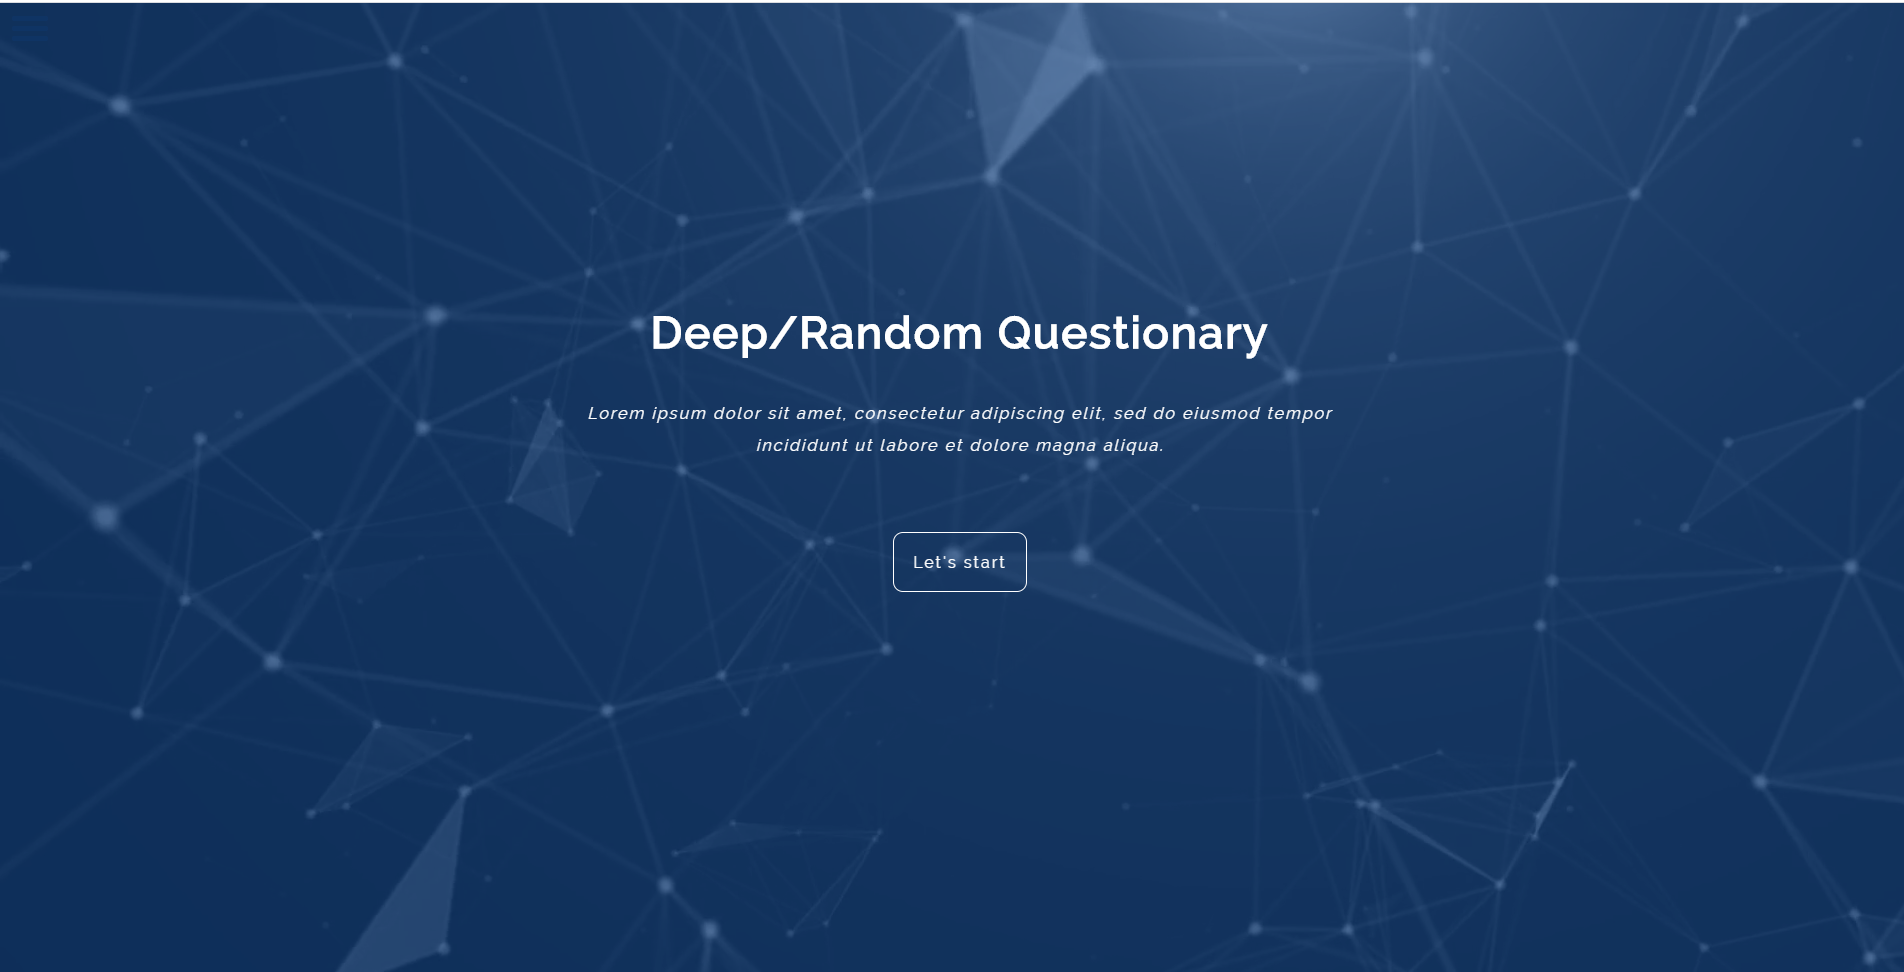 Deep/Random Questionary
Lorem ipsum dolor sit amet, consectetur adipiscing elit, sed do eiusmod tempor
incididunt ut labore et dolore magna aliqua.
Let's start